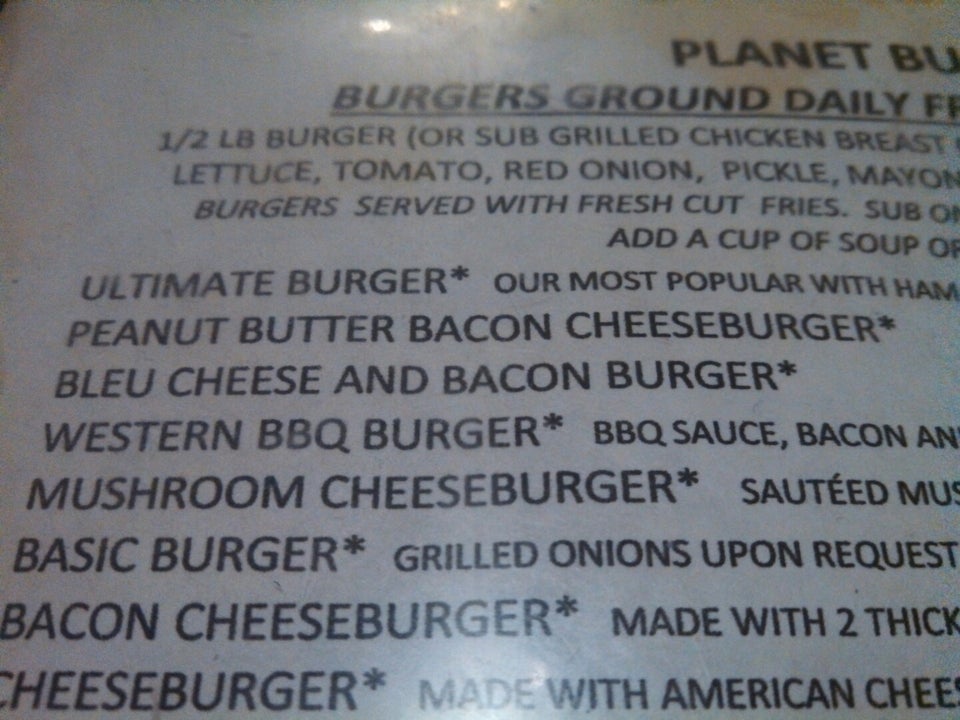 PLANET BU
BURGERS GROUND DAILY FR
1/2 LB BURGER (OR SUB GRILLED CHICKEN BREAST
LETTUCE, TOMATO, RED ONION, PICKLE, MAYON
BURGERS SERVED WITH FRESH CUT FRIES. SUB ON
ADD A CUP OF SOUP OR
ULTIMATE BURGER* OUR MOST POPULAR WITH HAM
PEANUT BUTTER BACON CHEESEBURGER*
BLEU CHEESE AND BACON BURGER*
WESTERN BBQ BURGER* BBQ SAUCE, BACON AN
MUSHROOM CHEESEBURGER* SAUTÉED MUS
BASIC BURGER* GRILLED ONIONS UPON REQUEST
BACON CHEESEBURGER* MADE WITH 2 THICK
CHEESEBURGER* MADE WITH AMERICAN CHEES